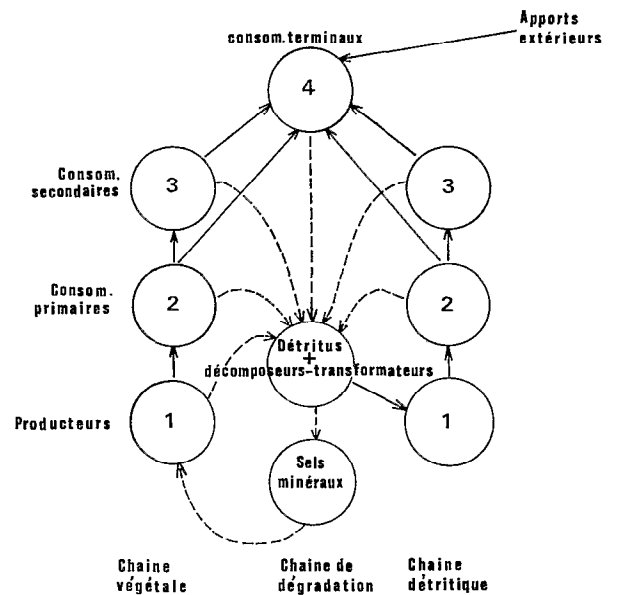 Apports
extérieurs
consom. terminaux
4
Consom.
secondaires
3
3
Consom.
primaires
2
2
Détritus
+
décomposeurs-transformateurs
Producteurs
1
1
Sels
minéraux
Chaine
végétale
Chaine de
dégradation
Chaine
détritique